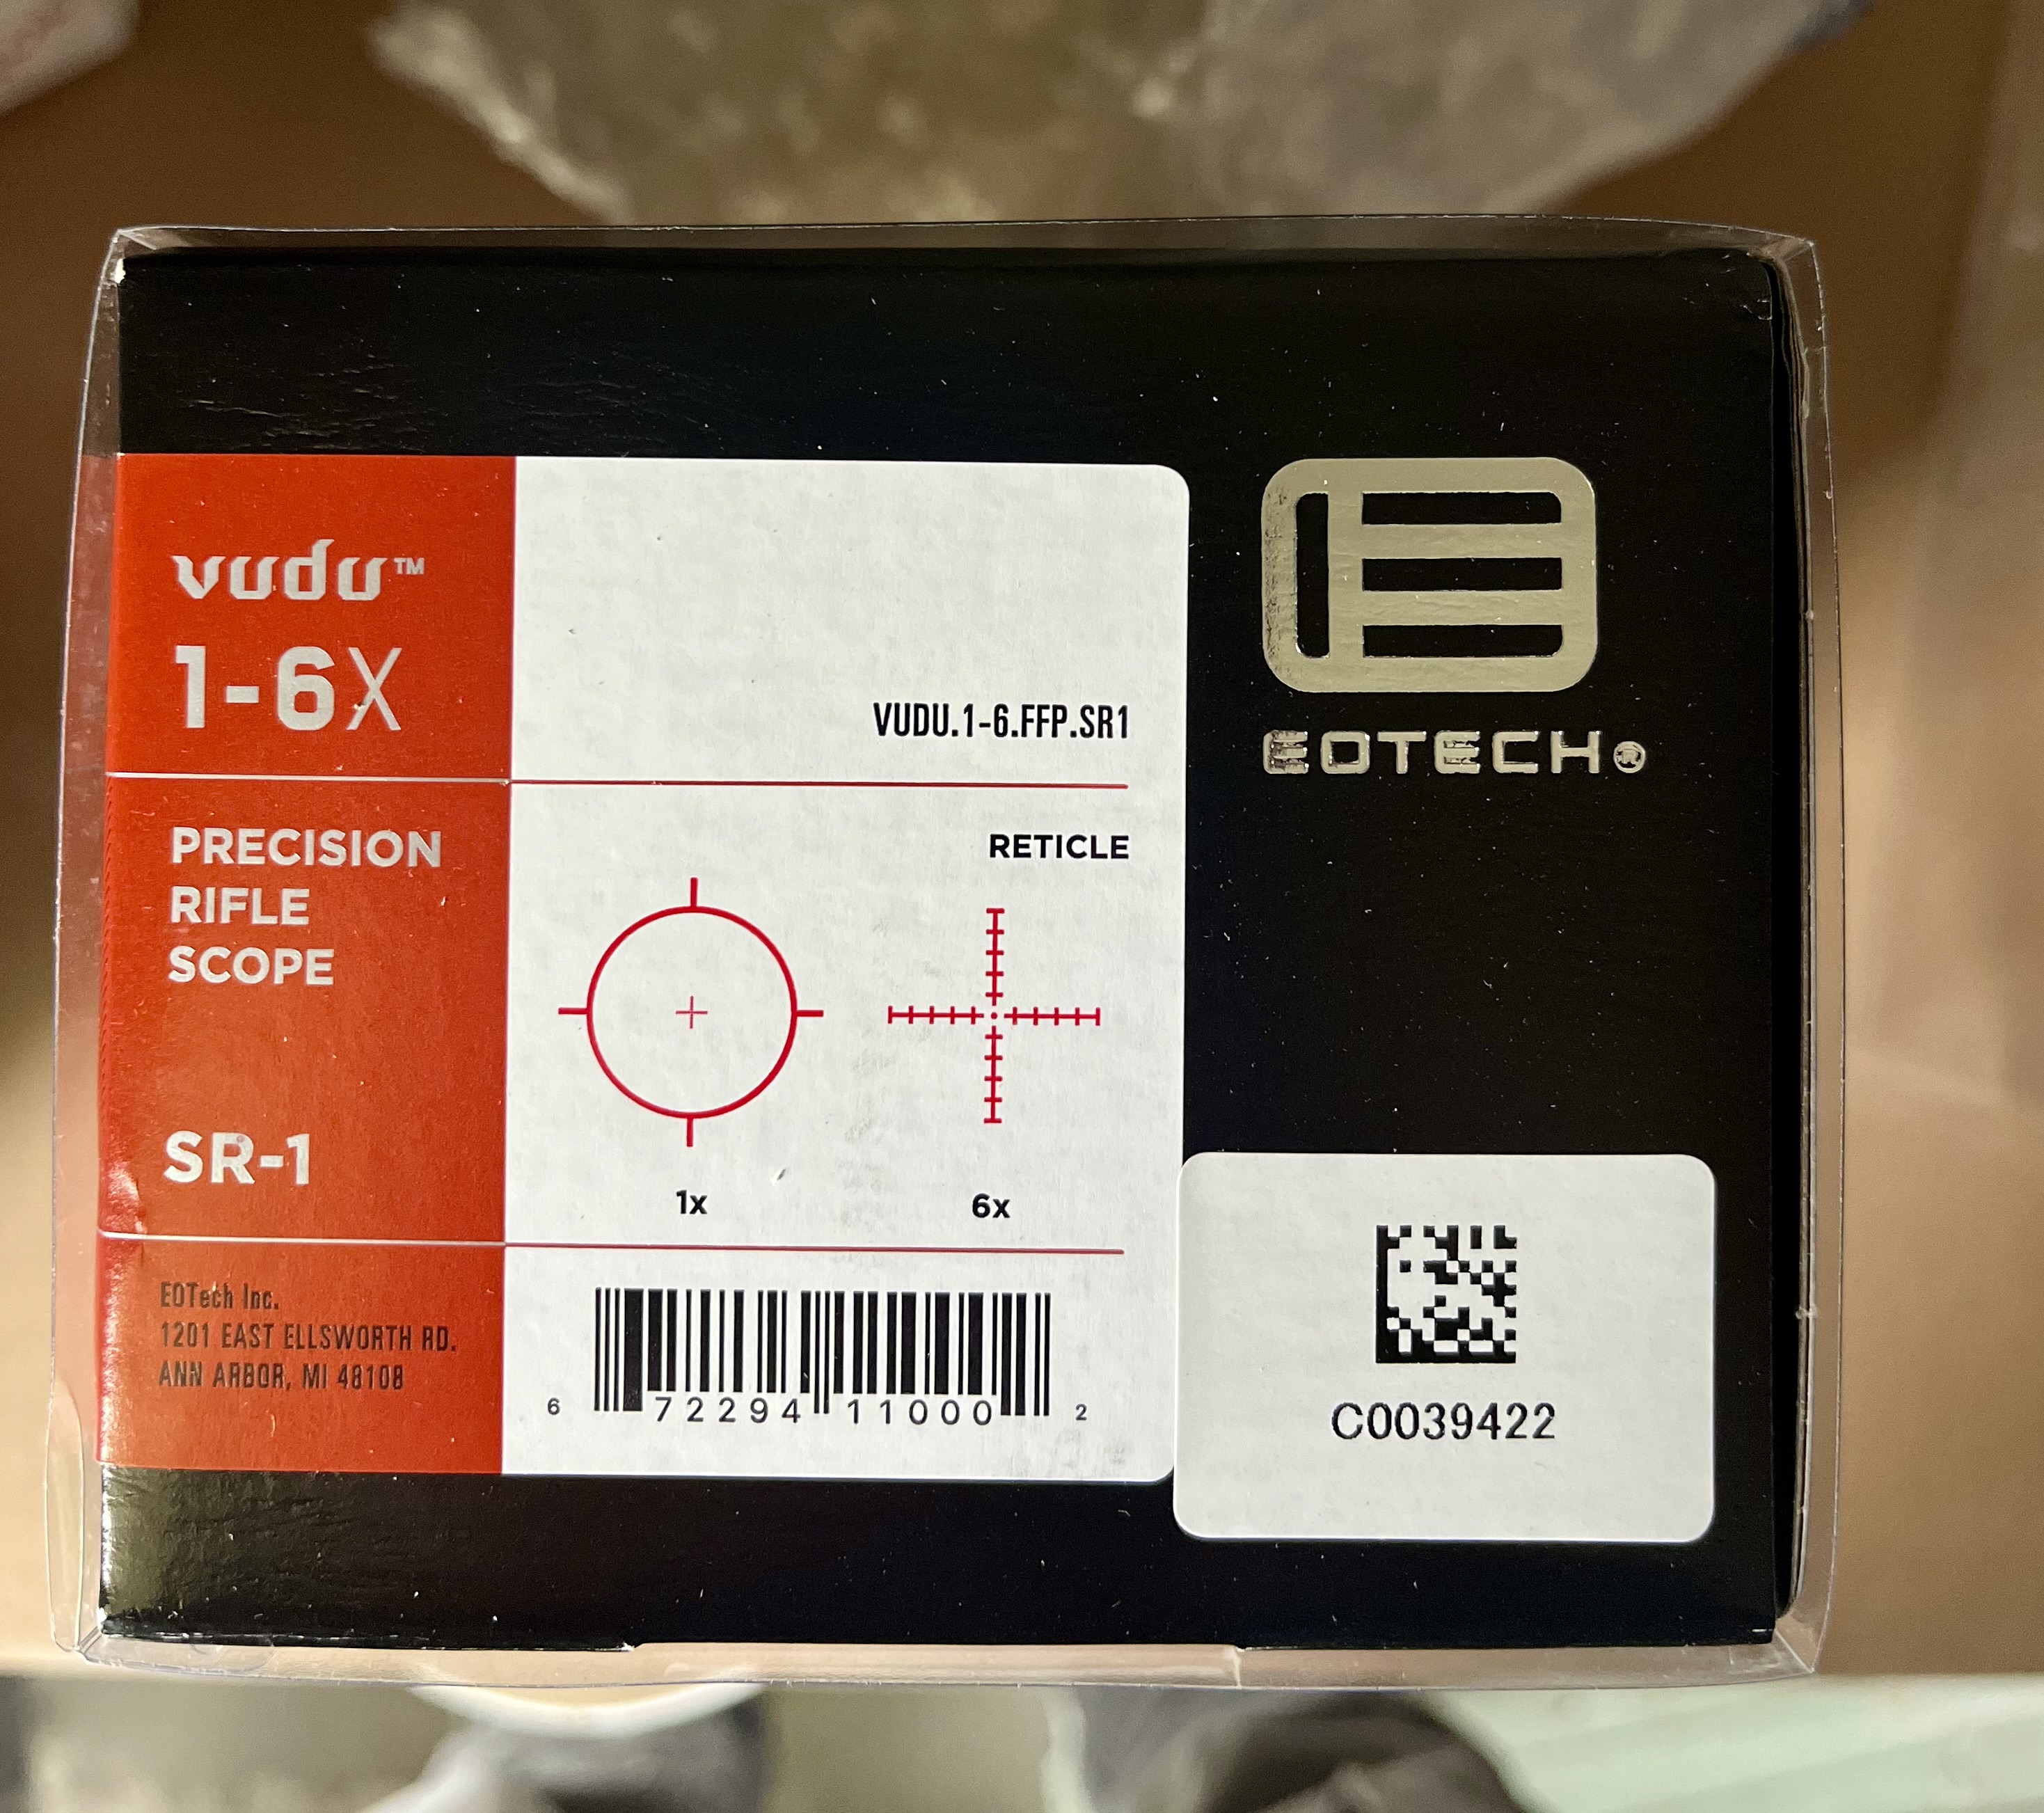 vudu™
1-6X
VUDU.1-6.FFP.SR1
EOTECH®
PRECISION
RIFLE
SCOPE
RETICLE
SR-1
1x
6x
EOTech Inc.
1201 EAST ELLSWORTH RD.
ANN ARBOR, MI 48108
6 72294 11000 2
C0039422